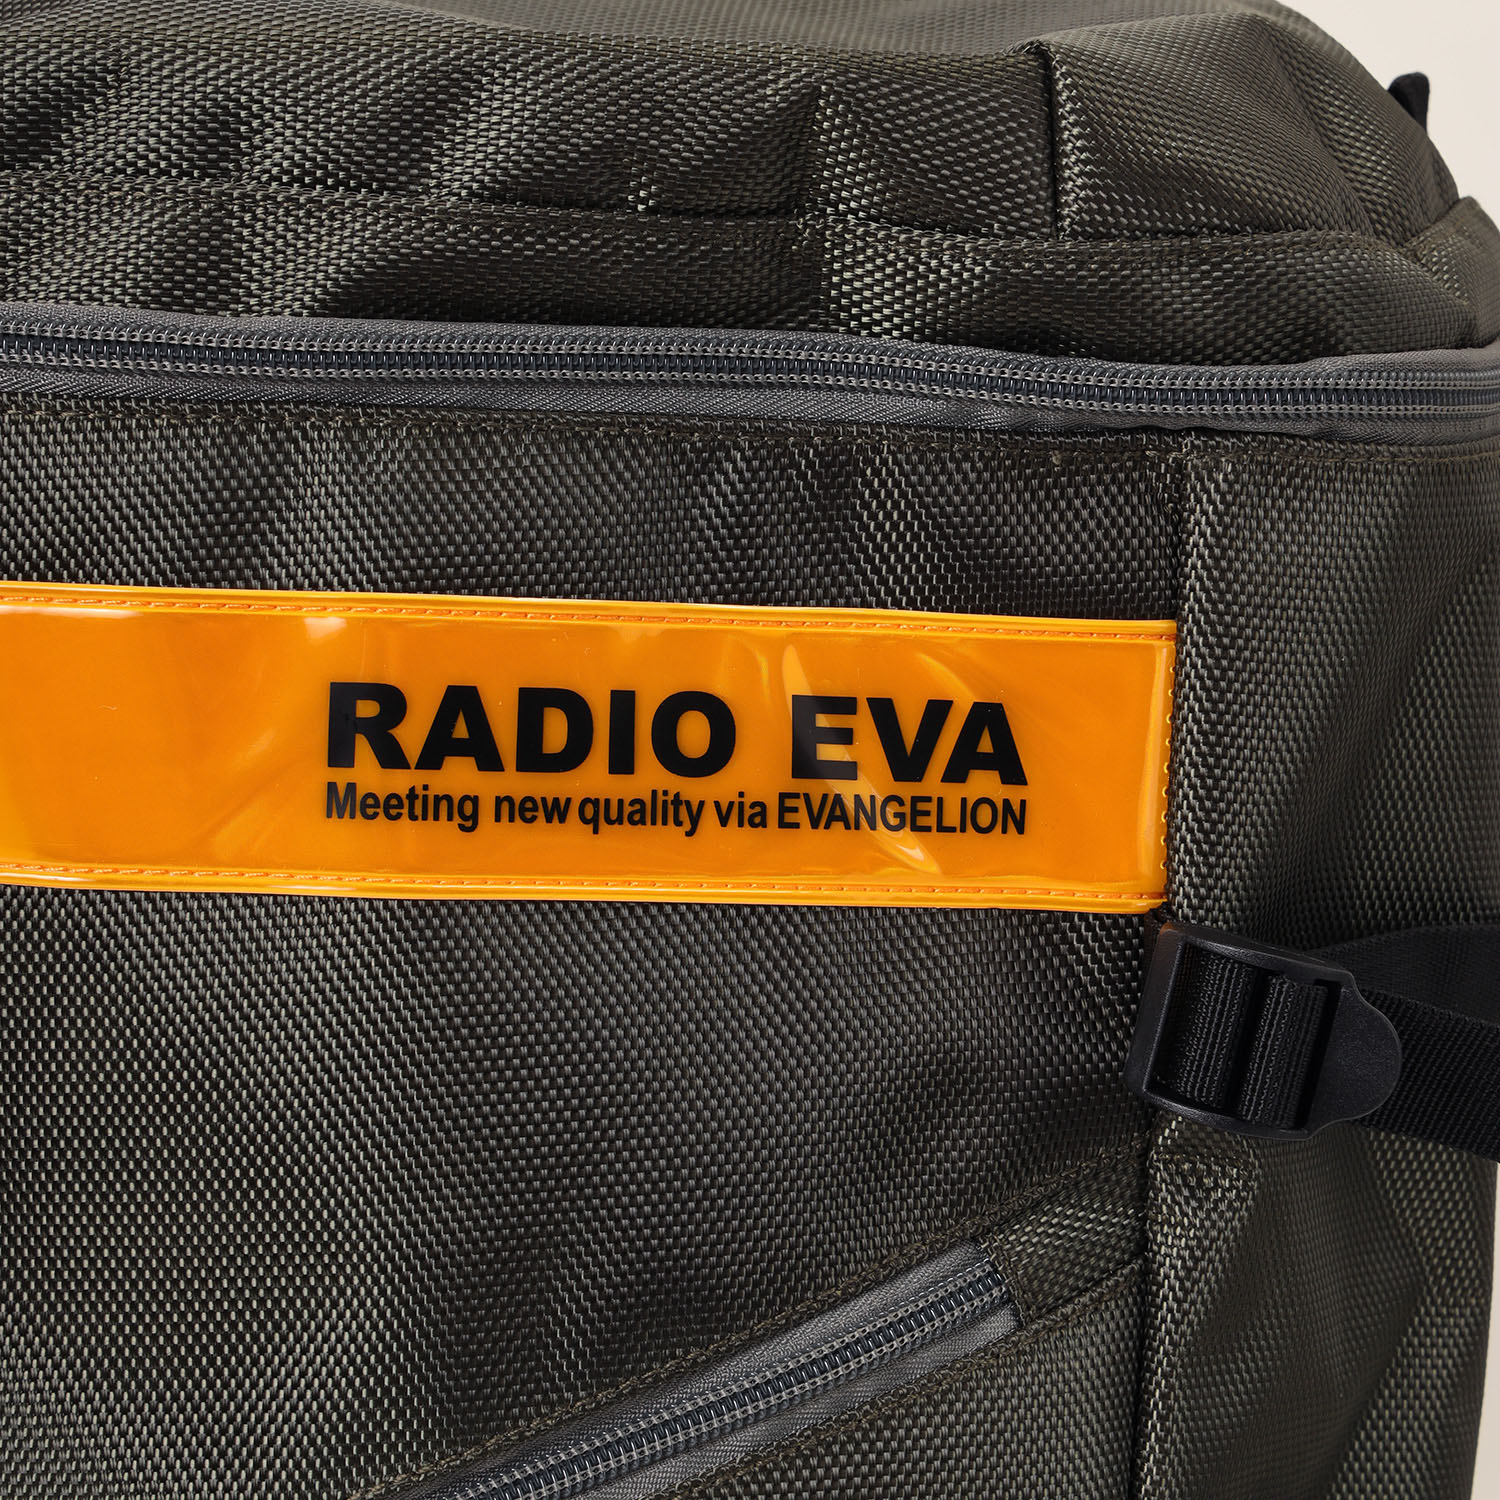 RADIO EVA
Meeting new quality via EVANGELION